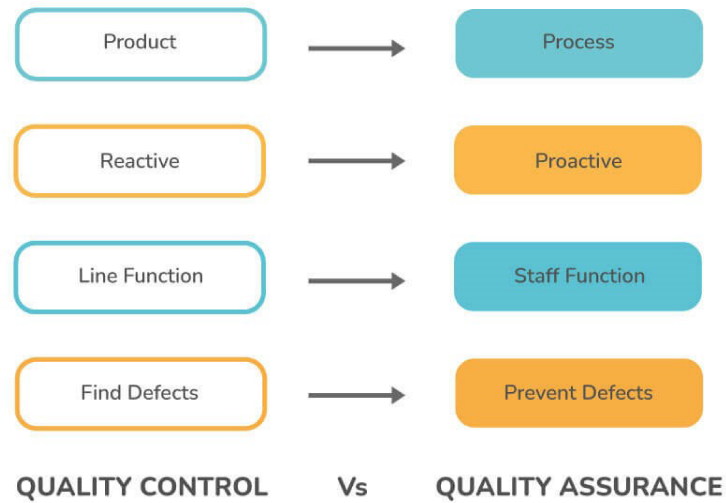 Product Process
Reactive Proactive
Line Function Staff Function
Find Defects Prevent Defects
QUALITY CONTROL Vs QUALITY ASSURANCE